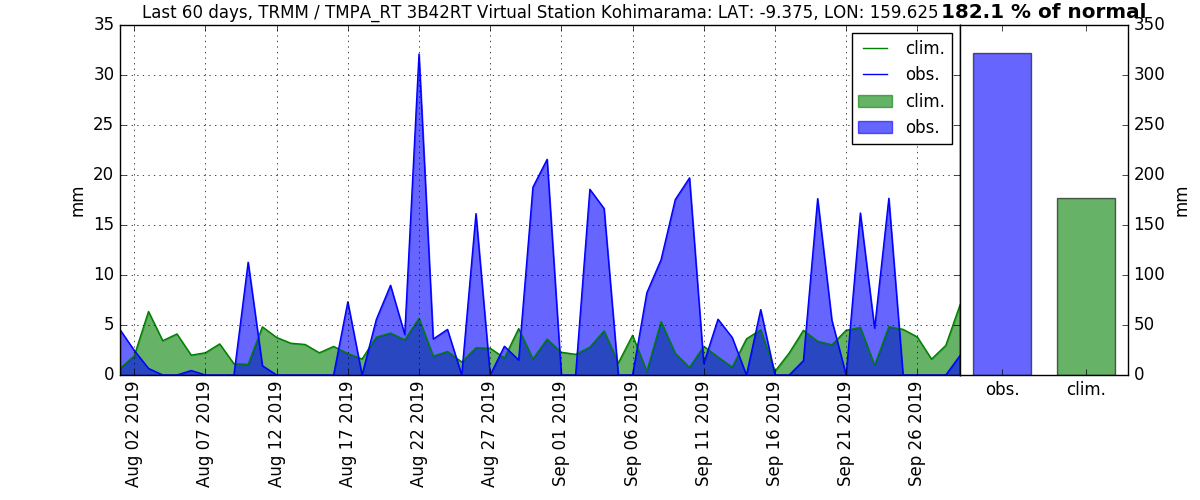 Last 60 days, TRMM / TMPA_RT 3B42RT Virtual Station Kohimarama: LAT: -9.375, LON: 159.625
182.1 % of normal
35
30
25
20
15
10
5
0
mm
clim.
obs.
clim.
obs.
350
300
250
200
150
100
50
0
mm
Aug 02 2019
Aug 07 2019
Aug 12 2019
Aug 17 2019
Aug 22 2019
Aug 27 2019
Sep 01 2019
Sep 06 2019
Sep 11 2019
Sep 16 2019
Sep 21 2019
Sep 26 2019
obs.
clim.